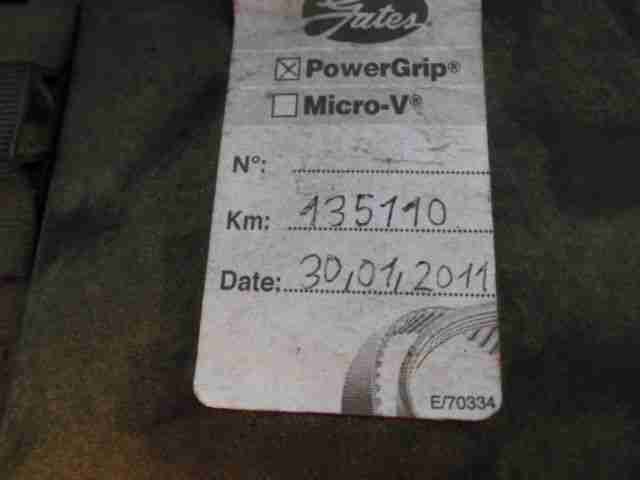 Gates
☒ PowerGrip®
☐ Micro-V®
N°:
Km: 135110
Date: 30,01,2011
E/70334